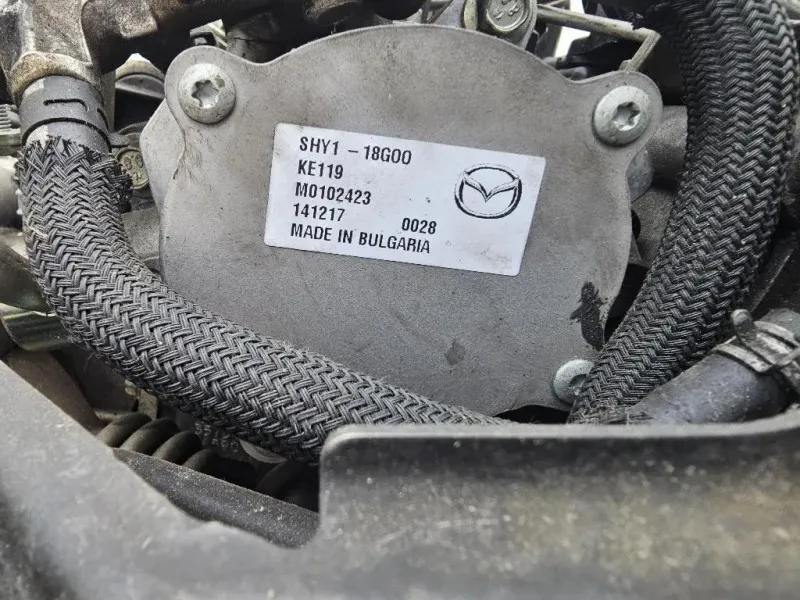 SHY1 -18G00
KE119
M0102423
141217 0028
MADE IN BULGARIA